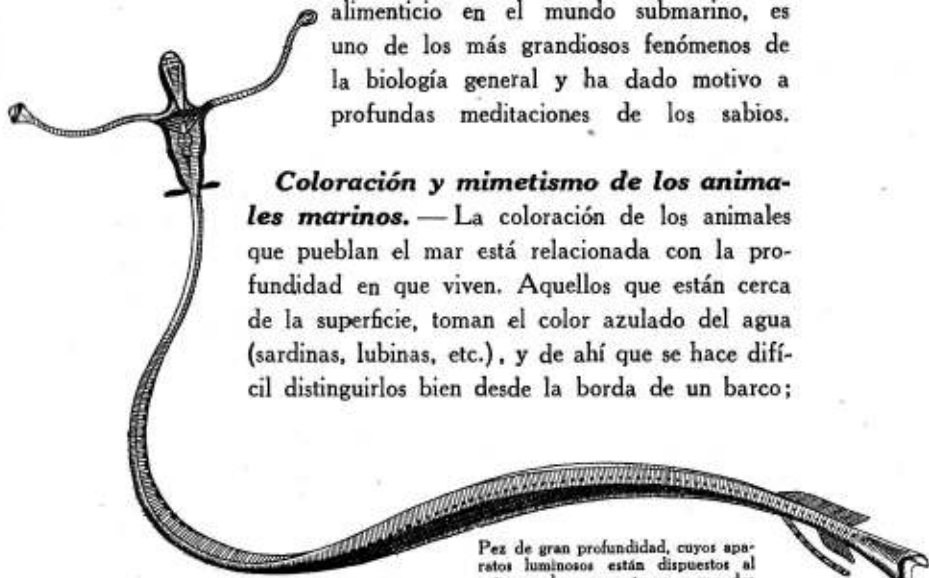 alimenticio en el mundo submarino, es
uno de los más grandiosos fenómenos de
la biología general y ha dado motivo a
profundas meditaciones de los sabios.
Coloración y mimetismo de los anima-
les marinos. — La coloración de los animales
que pueblan el mar está relacionada con la pro-
fundidad en que viven. Aquellos que están cerca
de la superficie, toman el color azulado del agua
(sardinas, lubinas, etc.), y de ahí que se hace difí-
cil distinguirlos bien desde la borda de un barco;
Pez de gran profundidad, cuyos apa-
ratos luminosos están dispuestos al